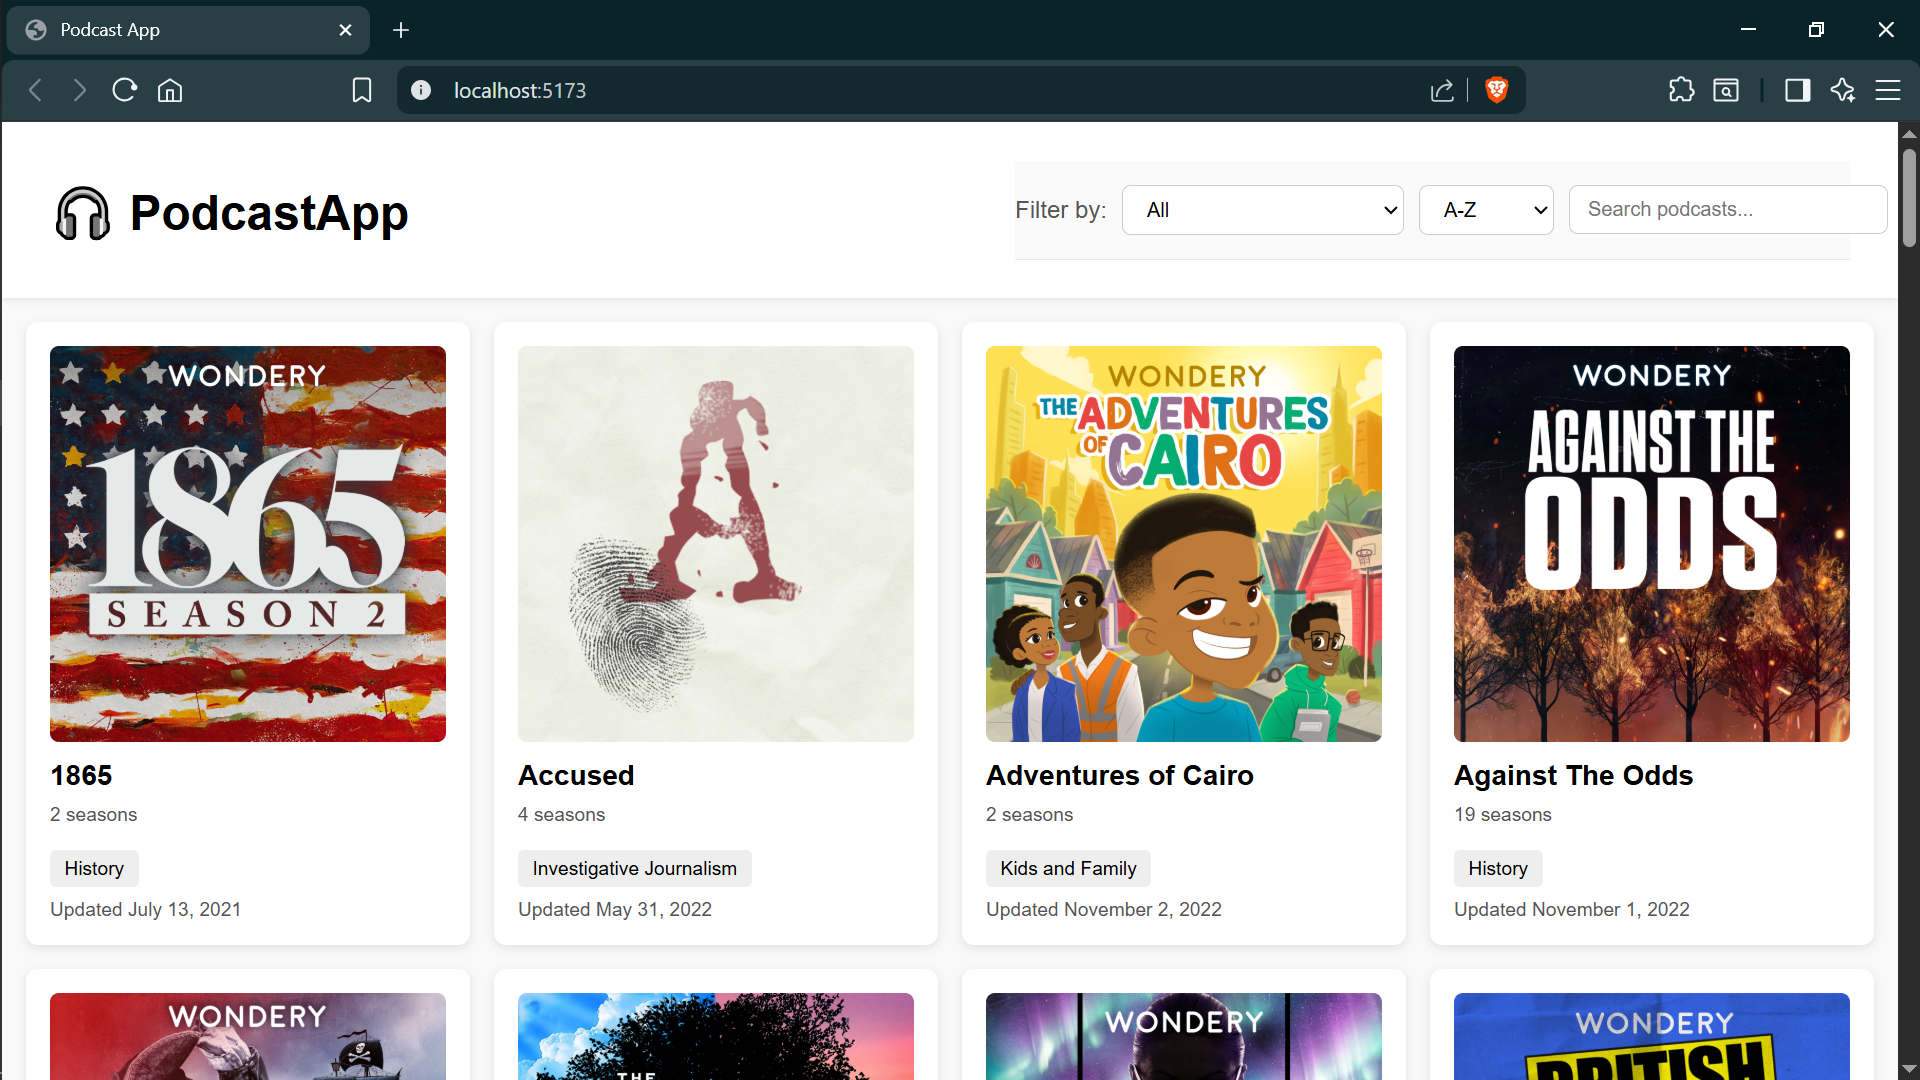 Podcast App
localhost:5173
PodcastApp
Filter by:
All
A-Z
Search podcasts...
WONDERY
1865
SEASON 2
1865
2 seasons
History
Updated July 13, 2021
A
Accused
4 seasons
Investigative Journalism
Updated May 31, 2022
WONDERY
THE ADVENTURES
OF CAIRO
Adventures of Cairo
2 seasons
Kids and Family
Updated November 2, 2022
WONDERY
AGAINST THE
ODDS
Against The Odds
19 seasons
History
Updated November 1, 2022
WONDERY
THE
WONDERY
WONDERY
BRITISH